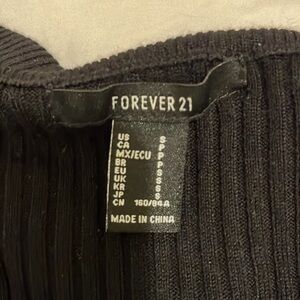 FOREVER 21
US S
CA P
MX/ECU P
BR P
EU S
UK S
KR S
JP S
CN 160/84A
MADE IN CHINA